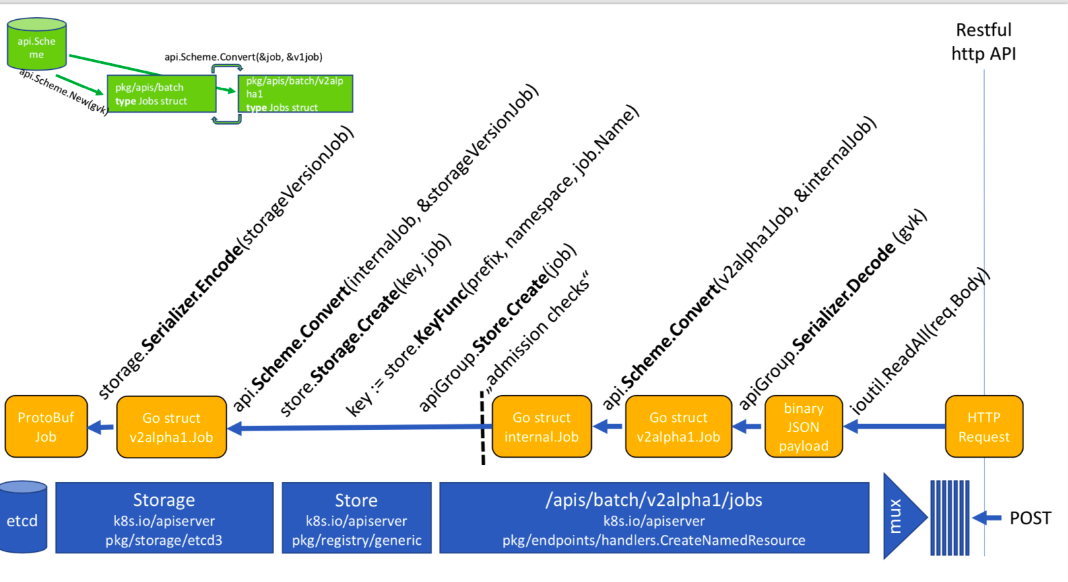 Restful
http API
api.Sche
me
api.Scheme.Convert(&job, &v1job)
api.Scheme.New(gvk)
pkg/apis/batch
type Jobs struct
pkg/apis/batch/v2alp
ha1
type Jobs struct
storage.Serializer.Encode(storageVersionJob)
api.Scheme.Convert(internalJob, &storageVersionJob)
store.Storage.Create(key, job)
key := store.KeyFunc(prefix, namespace, job.Name)
apiGroup.Store.Create(job)
„admission checks“
api.Scheme.Convert(v2alpha1Job, &internalJob)
apiGroup.Serializer.Decode (gvk)
ioutil.ReadAll(req.Body)
ProtoBuf
Job
Go struct
v2alpha1.Job
Go struct
internal.Job
Go struct
v2alpha1.Job
binary
JSON
payload
HTTP
Request
etcd
Storage
k8s.io/apiserver
pkg/storage/etcd3
Store
k8s.io/apiserver
pkg/registry/generic
/apis/batch/v2alpha1/jobs
k8s.io/apiserver
pkg/endpoints/handlers.CreateNamedResource
mux
POST